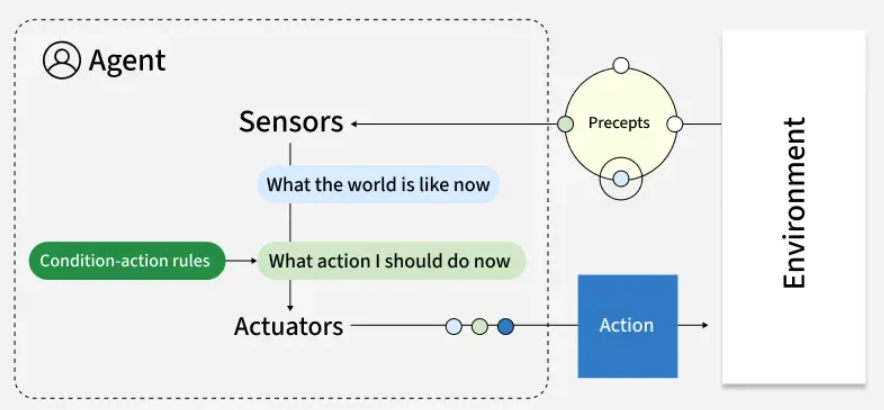 Agent
Sensors
Precepts
What the world is like now
Condition-action rules
What action I should do now
Actuators
Action
Environment